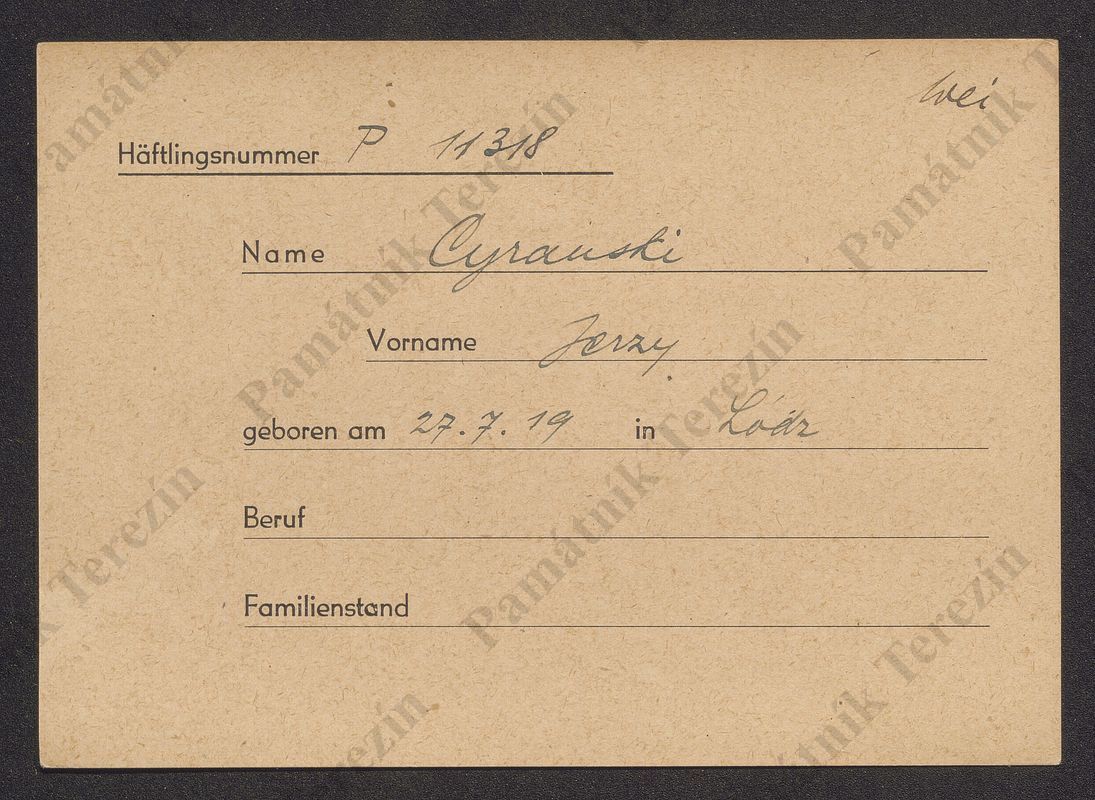 Wei
Häftlingsnummer P 11318
Name Cyranski
Vorname Jerzy
geboren am 27.7.19 in Lódz
Beruf
Familienstand
Památník Terezín